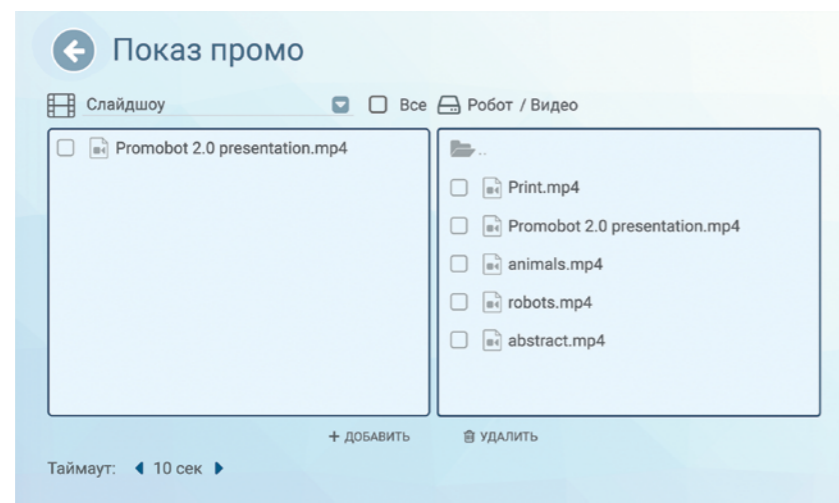 Показ промо
Слайдшоу Все Робот / Видео
Promobot 2.0 presentation.mp4
..
Print.mp4
Promobot 2.0 presentation.mp4
animals.mp4
robots.mp4
abstract.mp4
+ ДОБАВИТЬ УДАЛИТЬ
Таймаут: 10 сек